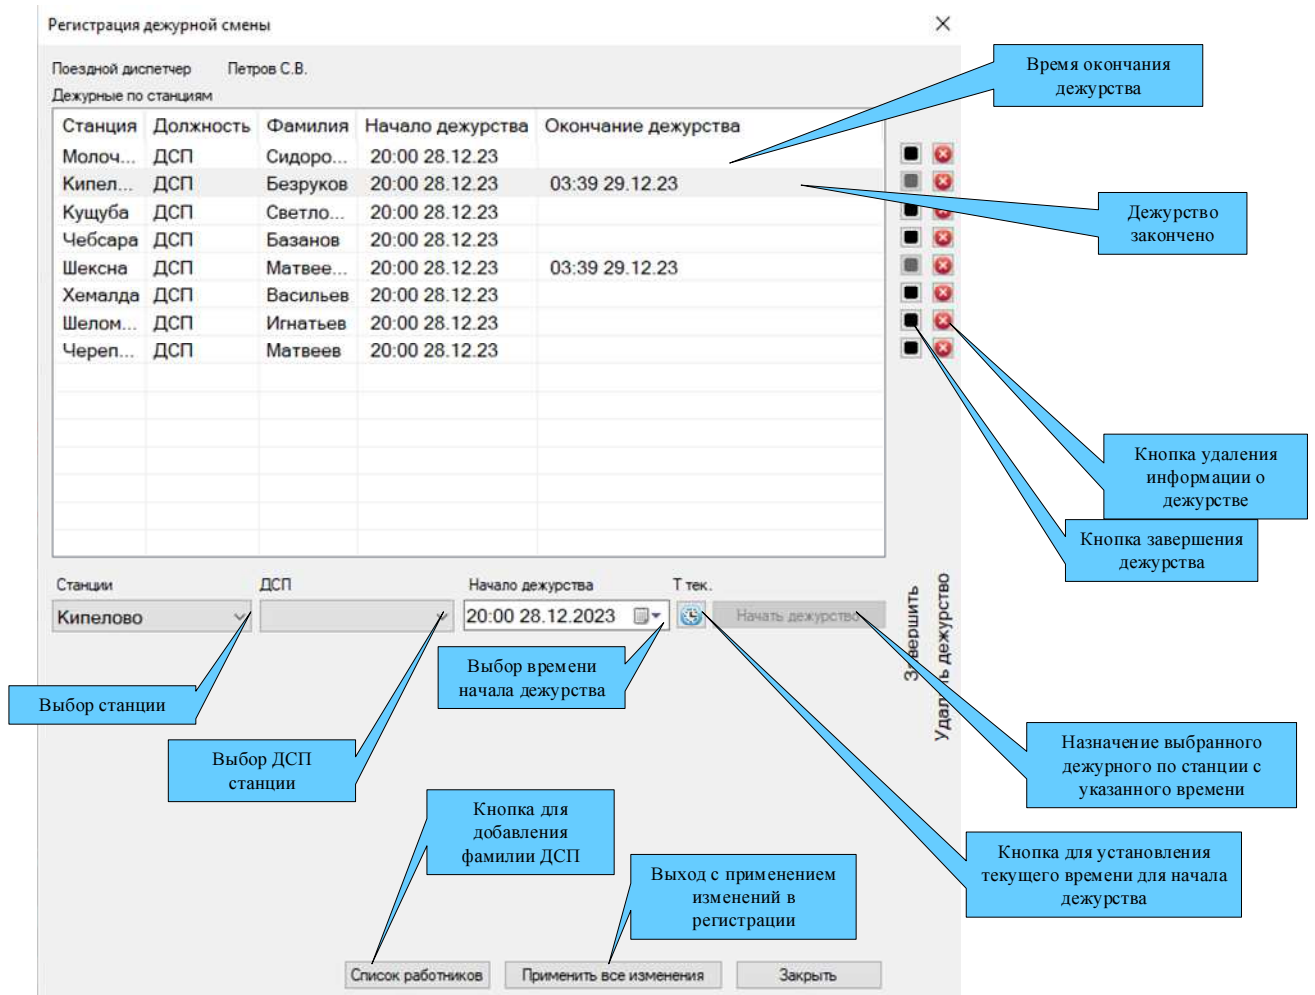 Регистрация дежурной смены
Поездной диспетчер Петров С.В.
Дежурные по станциям
Станция Должность Фамилия Начало дежурства Окончание дежурства
Молоч... ДСП Сидоро... 20:00 28.12.23
Кипел... ДСП Безруков 20:00 28.12.23 03:39 29.12.23
Кущуба ДСП Светло... 20:00 28.12.23
Чебсара ДСП Базанов 20:00 28.12.23
Шексна ДСП Матвее... 20:00 28.12.23 03:39 29.12.23
Хемалда ДСП Васильев 20:00 28.12.23
Шелом... ДСП Игнатьев 20:00 28.12.23
Череп... ДСП Матвеев 20:00 28.12.23
Время окончания
дежурства
Дежурство
закончено
Кнопка удаления
информации о
дежурстве
Кнопка завершения
дежурства
Станции ДСП Начало дежурства Т тек.
Кипелово 20:00 28.12.2023 Начать дежурство
Завершить
Удалить дежурство
Выбор времени
начала дежурства
Выбор станции
Выбор ДСП
станции
Назначение выбранного
дежурного по станции с
указанного времени
Кнопка для
добавления
фамилии ДСП
Кнопка для установления
текущего времени для начала
дежурства
Выход с применением
изменений в
регистрации
Список работников Применить все изменения Закрыть